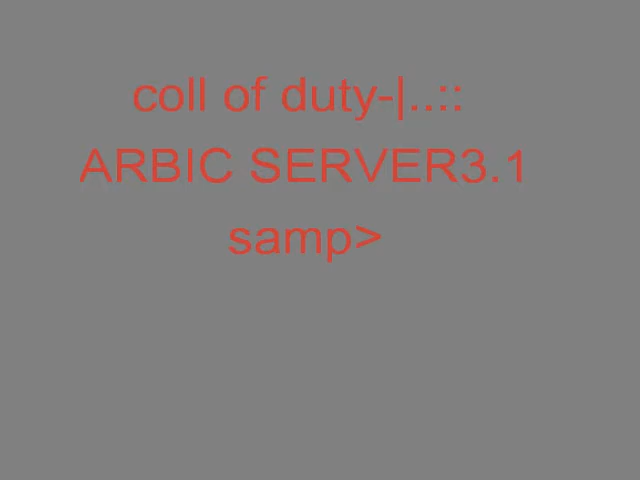 coll of duty-|..::
ARBIC SERVER3.1
samp>